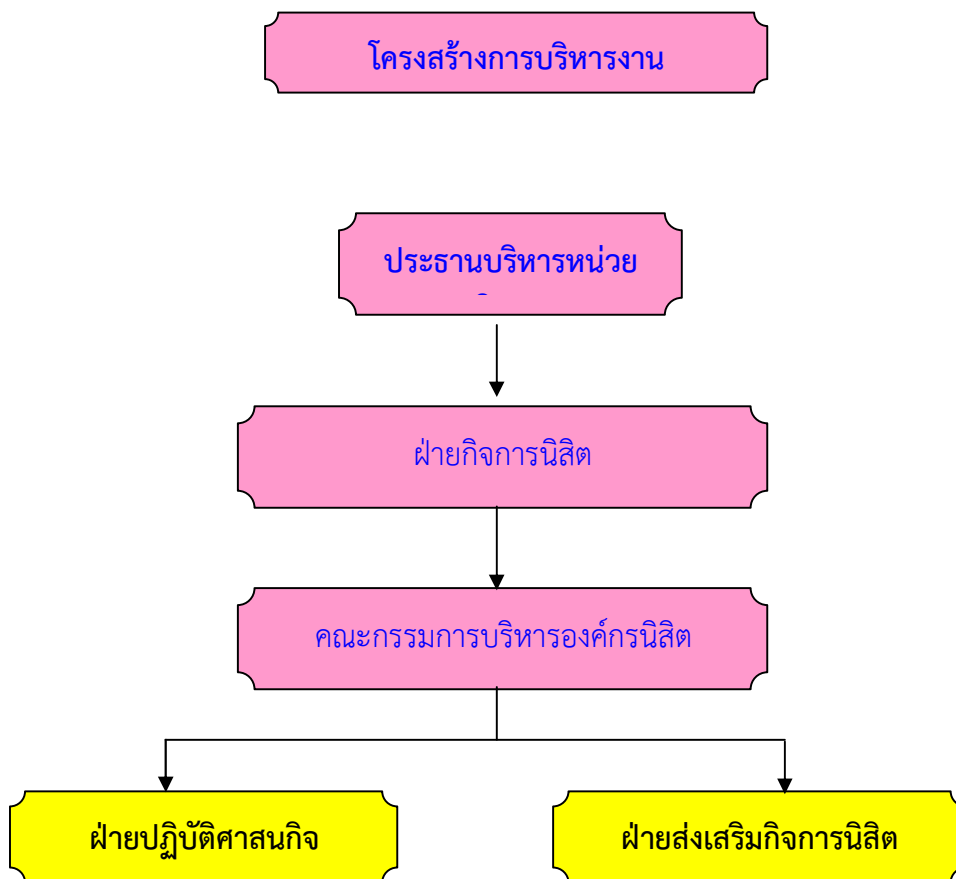 โครงสร้างการบริหารงาน
ประธานบริหารหน่วย
ฝ่ายกิจการนิสิต
คณะกรรมการบริหารองค์กรนิสิต
ฝ่ายปฏิบัติศาสนกิจ
ฝ่ายส่งเสริมกิจการนิสิต